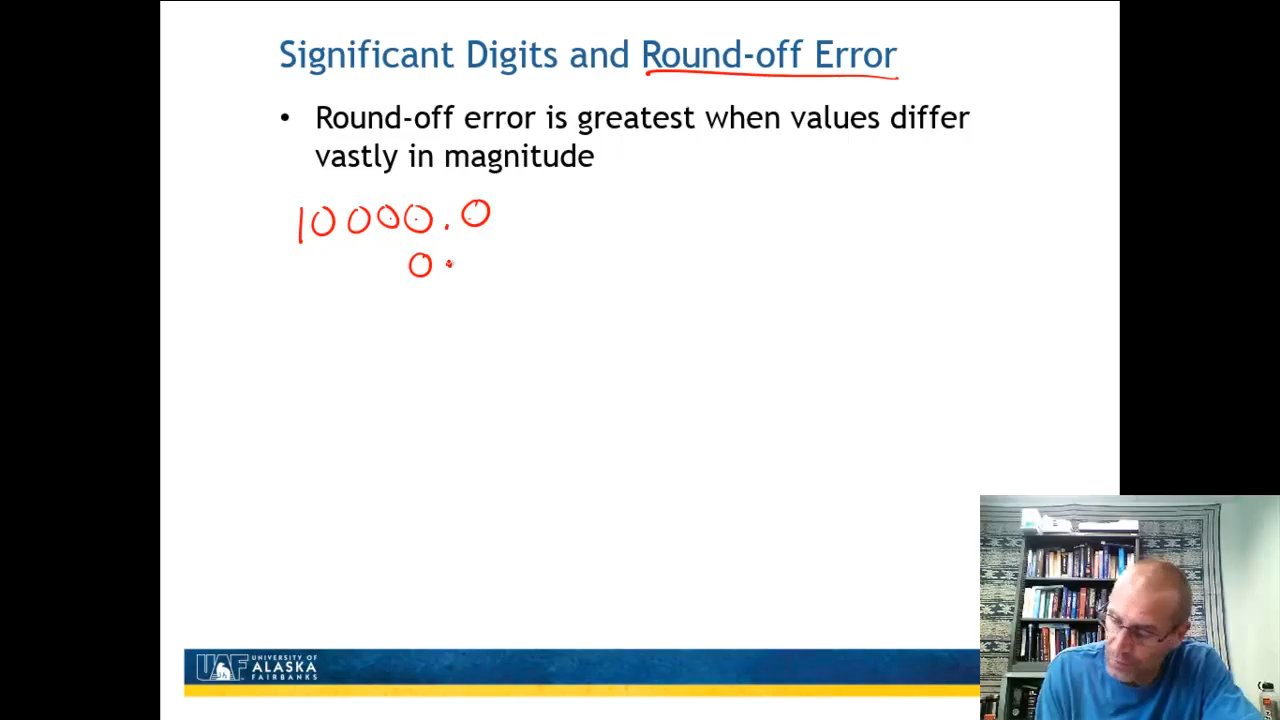 Significant Digits and Round-off Error
• Round-off error is greatest when values differ
vastly in magnitude
10000.0
0.
UAF UNIVERSITY OF
ALASKA
FAIRBANKS